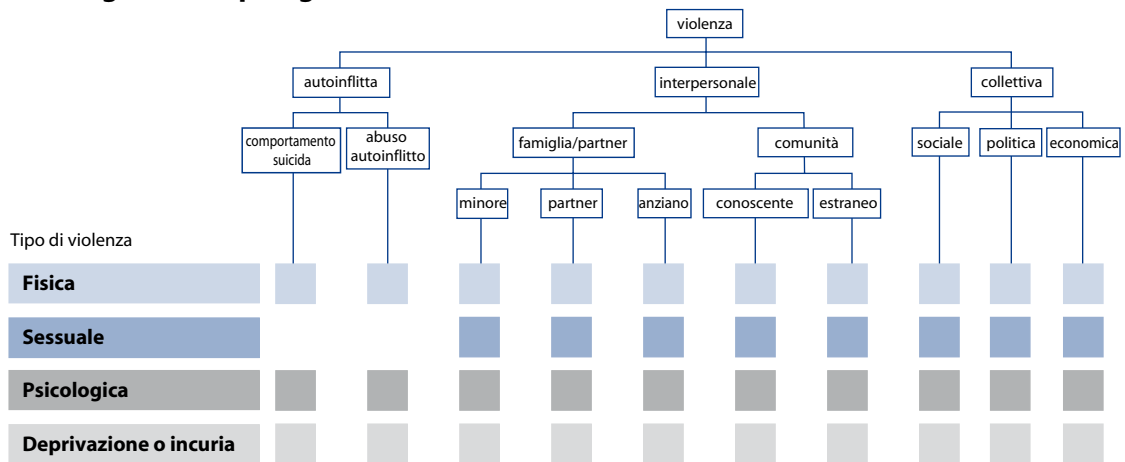 violenza
autoinflitta
interpersonale
collettiva
comportamento
suicida
abuso
autoinflitto
famiglia/partner
comunità
sociale
politica
economica
minore
partner
anziano
conoscente
estraneo
Tipo di violenza
Fisica
Sessuale
Psicologica
Deprivazione o incuria